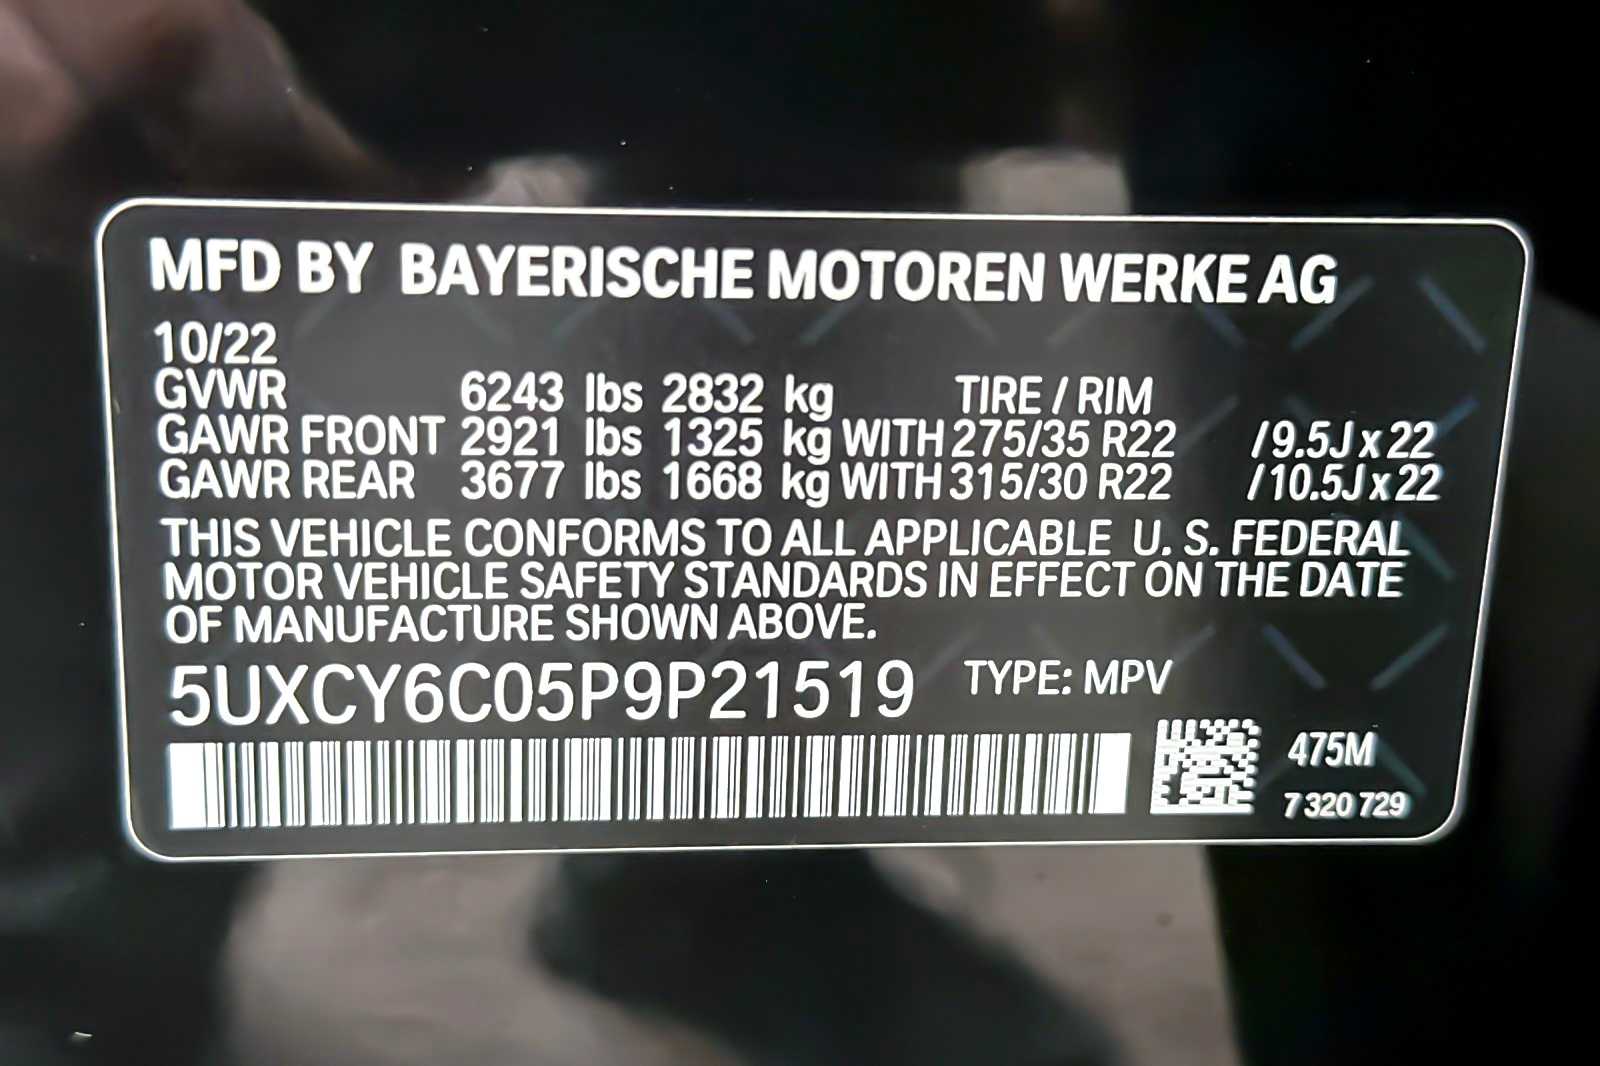 MFD BY BAYERISCHE MOTOREN WERKE AG
10/22
GVWR 6243 lbs 2832 kg TIRE / RIM
GAWR FRONT 2921 lbs 1325 kg WITH 275/35 R22 /9.5J x 22
GAWR REAR 3677 lbs 1668 kg WITH 315/30 R22 /10.5J x 22
THIS VEHICLE CONFORMS TO ALL APPLICABLE U. S. FEDERAL
MOTOR VEHICLE SAFETY STANDARDS IN EFFECT ON THE DATE
OF MANUFACTURE SHOWN ABOVE.
5UXCY6C05P9P21519 TYPE: MPV
475M
7 320 729